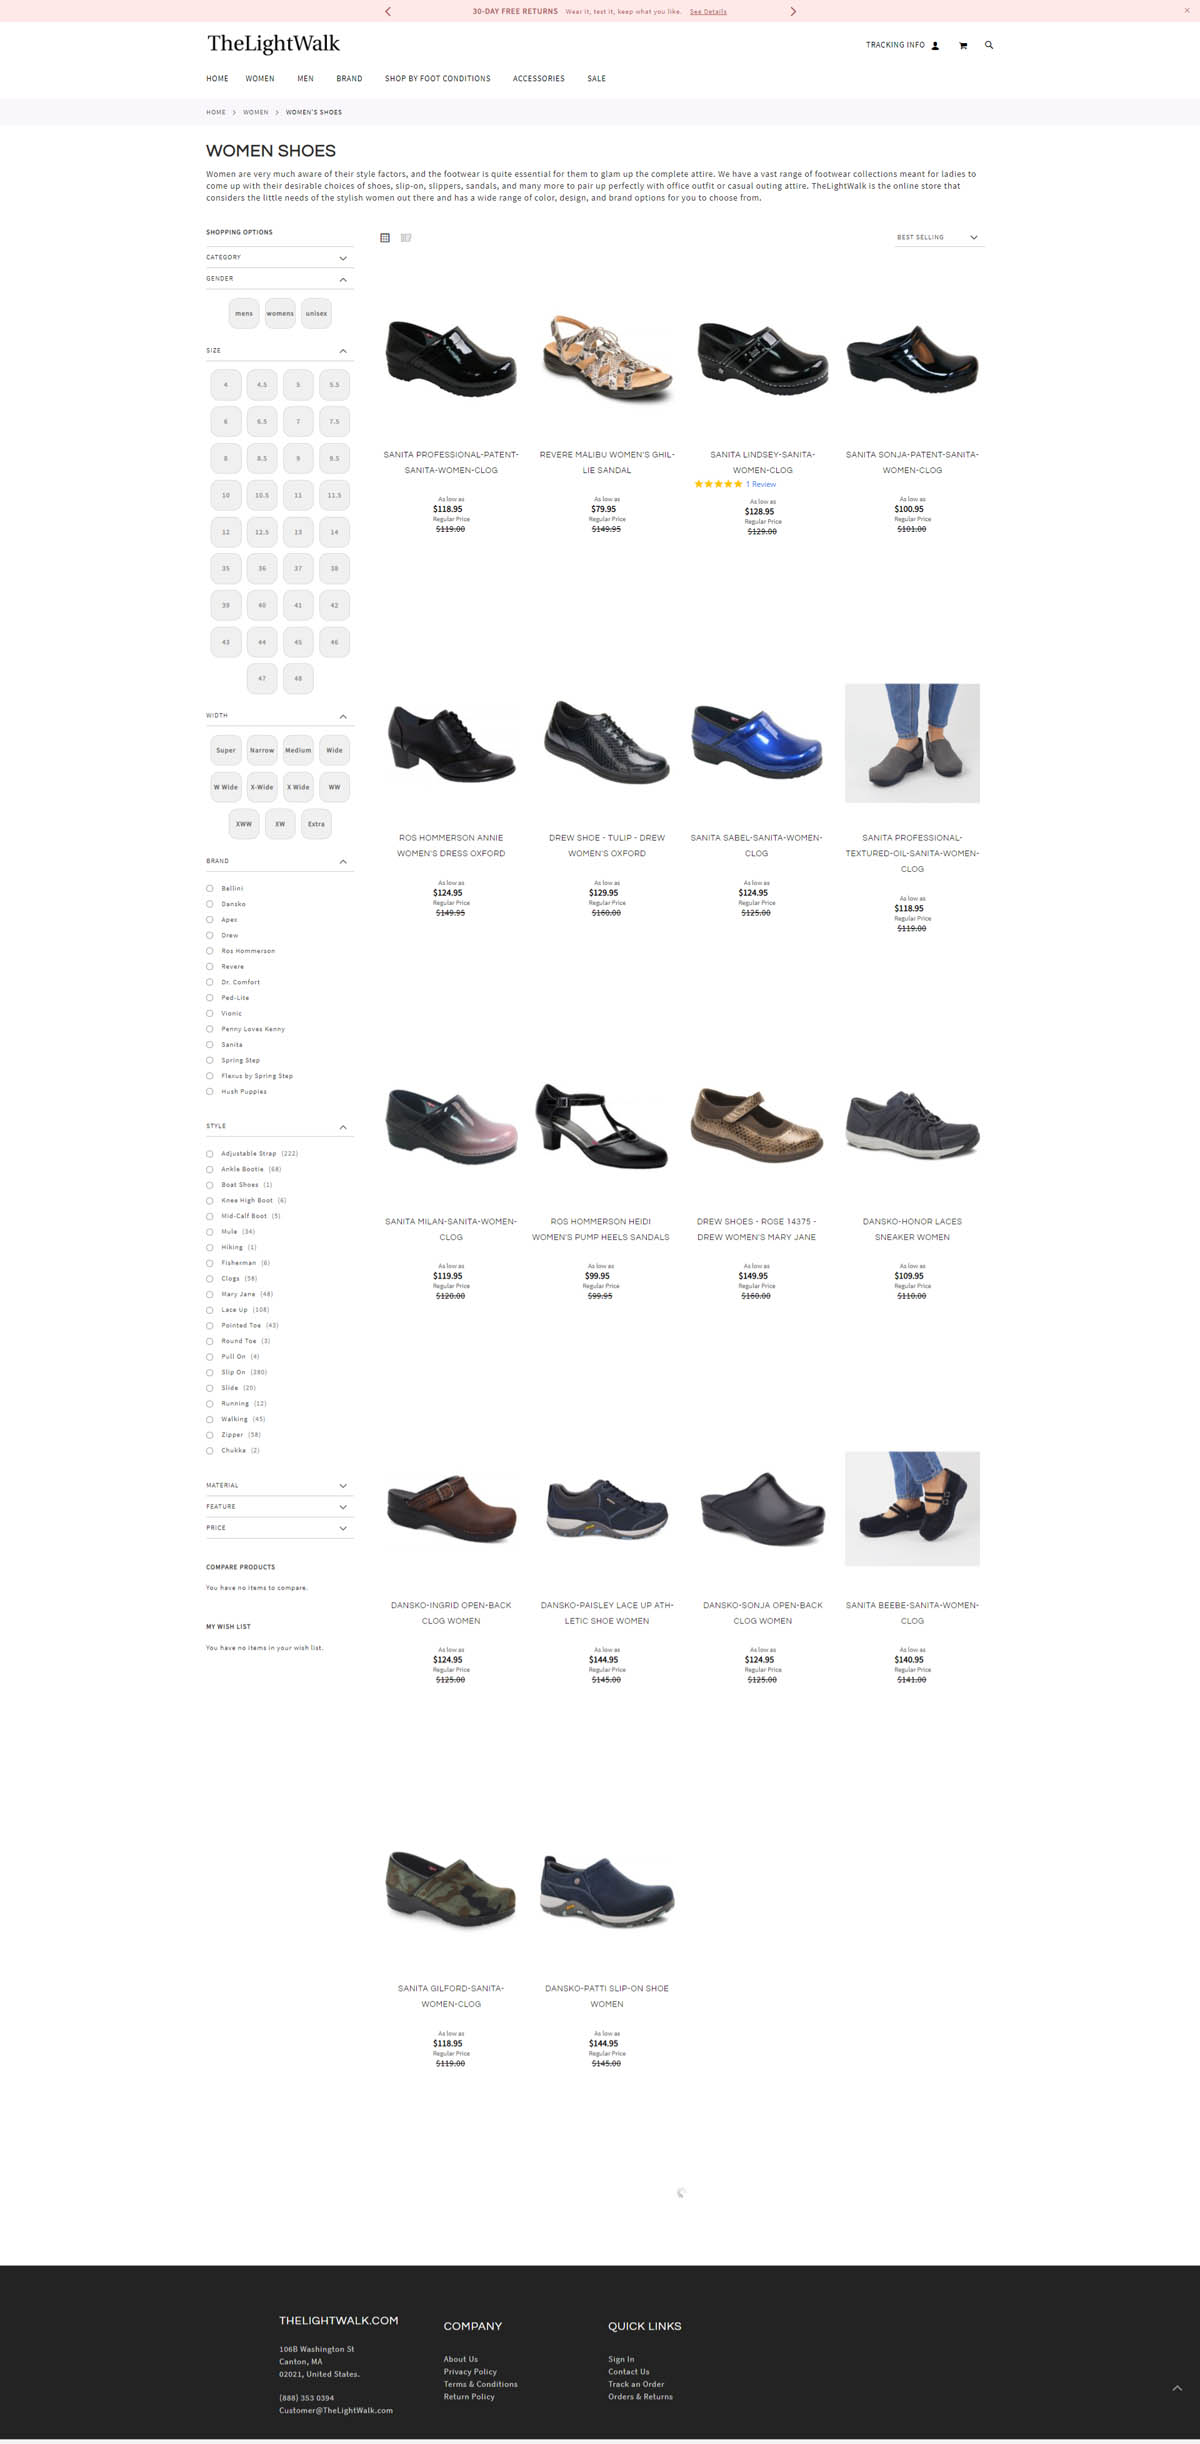 30-DAY FREE RETURNS Wear it, test it, keep what you like. See Details
TheLightWalk
TRACKING INFO
HOME WOMEN MEN BRAND SHOP BY FOOT CONDITIONS ACCESSORIES SALE
HOME > WOMEN > WOMEN'S SHOES
WOMEN SHOES
Women are very much aware of their style factors, and the footwear is quite essential for them to glam up the complete attire. We have a vast range of footwear collections meant for ladies to
come up with their desirable choices of shoes, slip-on, slippers, sandals, and many more to pair up perfectly with office outfit or casual outing attire. TheLightWalk is the online store that
considers the little needs of the stylish women out there and has a wide range of color, design, and brand options for you to choose from.
SHOPPING OPTIONS
CATEGORY
GENDER
mens womens unisex
SIZE
4 4.5 5 5.5
6 6.5 7 7.5
8 8.5 9 9.5
10 10.5 11 11.5
12 12.5 13 14
35 36 37 38
39 40 41 42
43 44 45 46
47 48
WIDTH
Super Narrow Medium Wide
W Wide X-Wide X Wide WW
XWW XW Extra
BRAND
Bellini
Dansko
Apex
Drew
Ros Hommerson
Revere
Dr. Comfort
Ped-Lite
Vionic
Penny Loves Kenny
Sanita
Spring Step
Flexus by Spring Step
Hush Puppies
STYLE
Adjustable Strap (222)
Ankle Bootie (68)
Boat Shoes (1)
Knee High Boot (6)
Mid-Calf Boot (5)
Mule (34)
Hiking (1)
Fisherman (6)
Clogs (58)
Mary Jane (48)
Lace Up (108)
Pointed Toe (43)
Round Toe (3)
Pull On (4)
Slip On (280)
Slide (20)
Running (12)
Walking (45)
Zipper (58)
Chukka (2)
MATERIAL
FEATURE
PRICE
COMPARE PRODUCTS
You have no items to compare.
MY WISH LIST
You have no items in your wish list.
BEST SELLING
SANITA PROFESSIONAL-PATENT-
SANITA-WOMEN-CLOG
As low as
$118.95
Regular Price
$119.00
REVERE MALIBU WOMEN'S GHIL-
LIE SANDAL
As low as
$79.95
Regular Price
$149.95
SANITA LINDSEY-SANITA-
WOMEN-CLOG
1 Review
As low as
$128.95
Regular Price
$129.00
SANITA SONJA-PATENT-SANITA-
WOMEN-CLOG
As low as
$100.95
Regular Price
$101.00
ROS HOMMERSON ANNIE
WOMEN'S DRESS OXFORD
As low as
$124.95
Regular Price
$149.95
DREW SHOE - TULIP - DREW
WOMEN'S OXFORD
As low as
$129.95
Regular Price
$160.00
SANITA SABEL-SANITA-WOMEN-
CLOG
As low as
$124.95
Regular Price
$125.00
SANITA PROFESSIONAL-
TEXTURED-OIL-SANITA-WOMEN-
CLOG
As low as
$118.95
Regular Price
$119.00
SANITA MILAN-SANITA-WOMEN-
CLOG
As low as
$119.95
Regular Price
$120.00
ROS HOMMERSON HEIDI
WOMEN'S PUMP HEELS SANDALS
As low as
$99.95
Regular Price
$99.95
DREW SHOES - ROSE 14375 -
DREW WOMEN'S MARY JANE
As low as
$149.95
Regular Price
$160.00
DANSKO-HONOR LACES
SNEAKER WOMEN
As low as
$109.95
Regular Price
$110.00
DANSKO-INGRID OPEN-BACK
CLOG WOMEN
As low as
$124.95
Regular Price
$125.00
DANSKO-PAISLEY LACE UP ATH-
LETIC SHOE WOMEN
As low as
$144.95
Regular Price
$145.00
DANSKO-SONJA OPEN-BACK
CLOG WOMEN
As low as
$124.95
Regular Price
$125.00
SANITA BEEBE-SANITA-WOMEN-
CLOG
As low as
$140.95
Regular Price
$141.00
SANITA GILFORD-SANITA-
WOMEN-CLOG
As low as
$118.95
Regular Price
$119.00
DANSKO-PATTI SLIP-ON SHOE
WOMEN
As low as
$144.95
Regular Price
$145.00
THELIGHTWALK.COM
106B Washington St
Canton, MA
02021, United States.
(888) 353 0394
Customer@TheLightWalk.com
COMPANY
About Us
Privacy Policy
Terms & Conditions
Return Policy
QUICK LINKS
Sign In
Contact Us
Track an Order
Orders & Returns